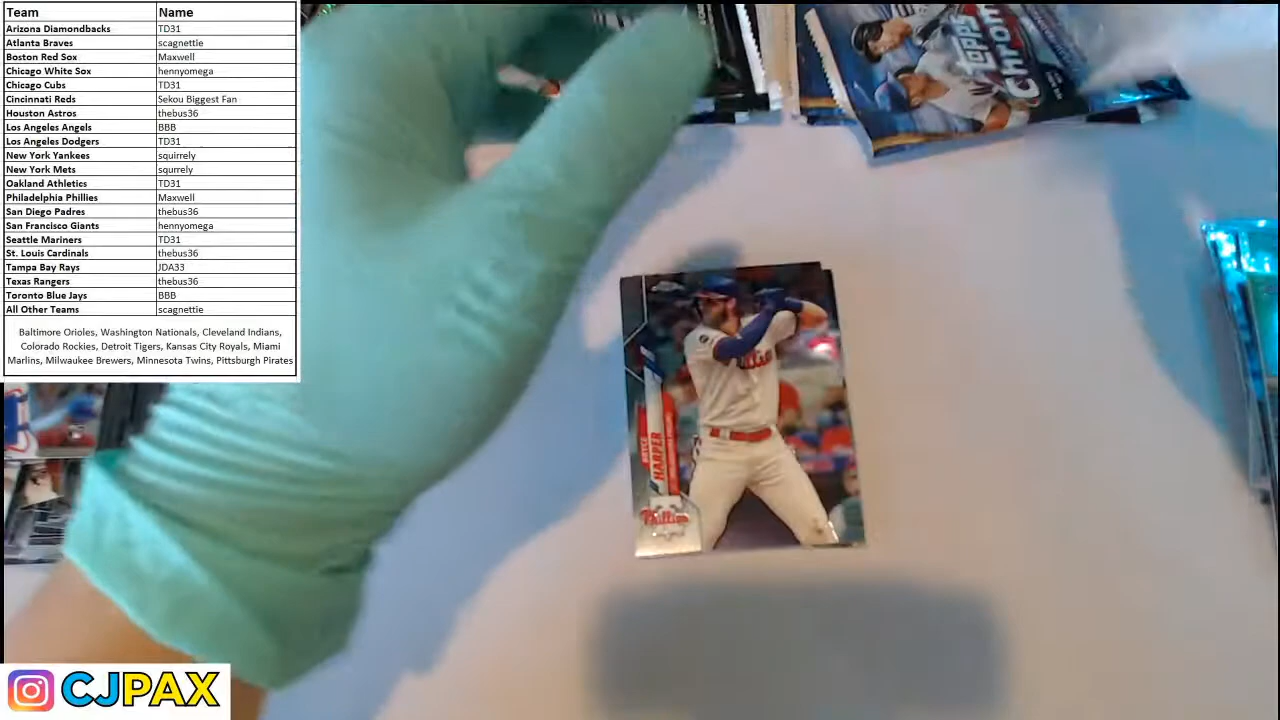 Team Name
Arizona Diamondbacks TD31
Atlanta Braves scagnettie
Boston Red Sox Maxwell
Chicago White Sox hennyomega
Chicago Cubs TD31
Cincinnati Reds Sekou Biggest Fan
Houston Astros thebus36
Los Angeles Angels BBB
Los Angeles Dodgers TD31
New York Yankees squirrely
New York Mets squrrely
Oakland Athletics TD31
Philadelphia Phillies Maxwell
San Diego Padres thebus36
San Francisco Giants hennyomega
Seattle Mariners TD31
St. Louis Cardinals thebus36
Tampa Bay Rays JDA33
Texas Rangers thebus36
Toronto Blue Jays BBB
All Other Teams scagnettie
Baltimore Orioles, Washington Nationals, Cleveland Indians,
Colorado Rockies, Detroit Tigers, Kansas City Royals, Miami
Marlins, Milwaukee Brewers, Minnesota Twins, Pittsburgh Pirates
Topps
Chrome
BRYCE
HARPER
Phillies
CJPAX